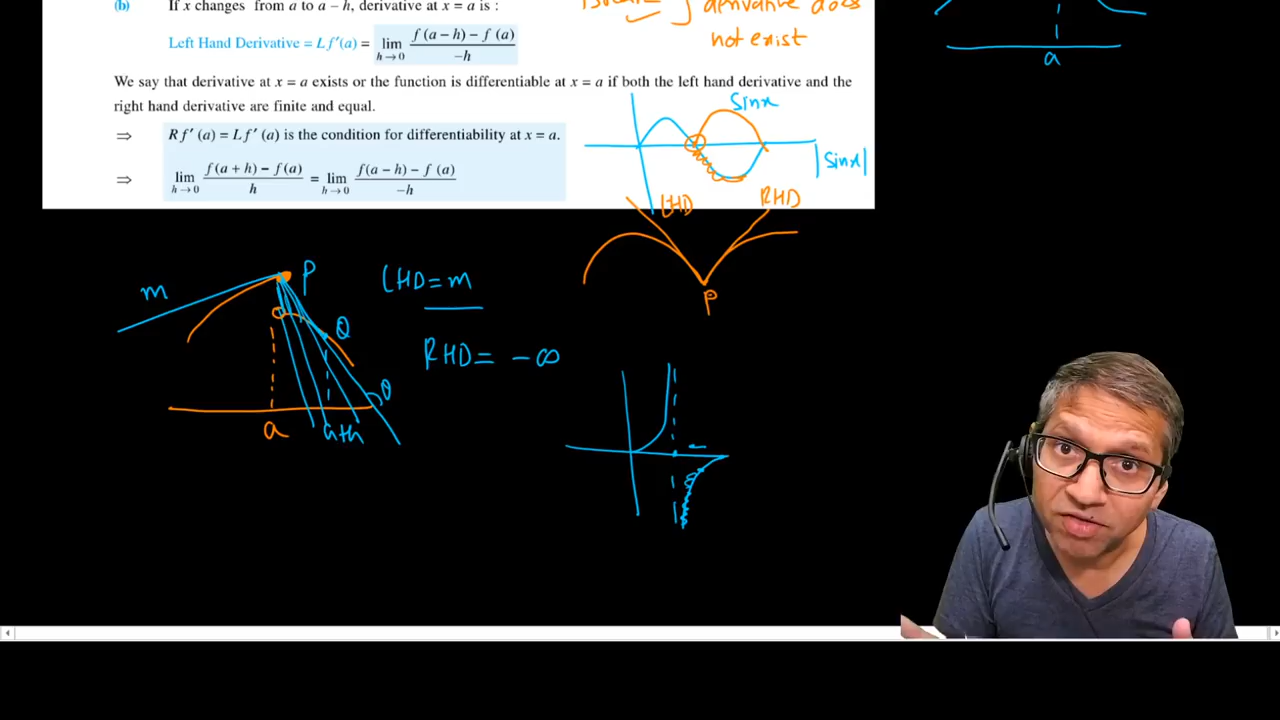 (b) If x changes from a to a – h, derivative at x = a is :
Left Hand Derivative = L f′(a) = lim h→0 f(a – h) – f (a) / –h
We say that derivative at x = a exists or the function is differentiable at x = a if both the left hand derivative and the
right hand derivative are finite and equal.
⇒ R f′ (a) = L f′ (a) is the condition for differentiability at x = a.
⇒ lim h→0 f(a + h) – f(a) / h = lim h→0 f(a – h) – f (a) / –h
derivative does
not exist
a
Sinx
|Sinx|
LHD
RHD
P
m
P
LHD = m
Q
RHD = – ∞
θ
a
a+h